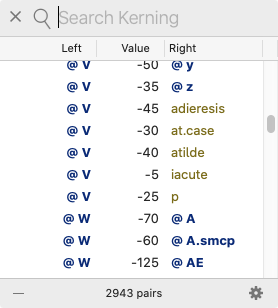 Search Kerning
Left Value Right
@ V -50 @ y
@ V -35 @ z
@ V -45 adieresis
@ V -30 at.case
@ V -40 atilde
@ V -5 iacute
@ V -25 p
@ W -70 @ A
@ W -60 @ A.smcp
@ W -125 @ AE
2943 pairs